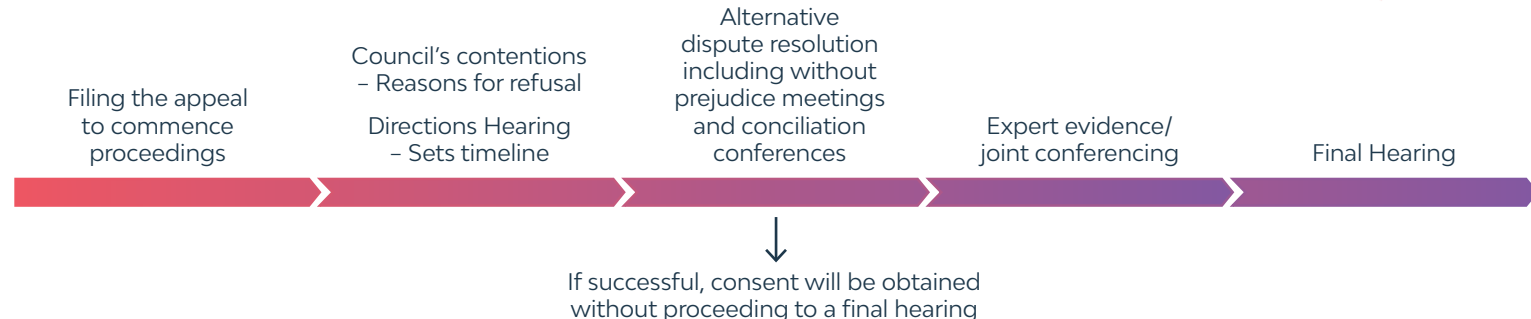 Filing the appeal
to commence
proceedings
Council’s contentions
– Reasons for refusal
Directions Hearing
– Sets timeline
Alternative
dispute resolution
including without
prejudice meetings
and conciliation
conferences
Expert evidence/
joint conferencing
Final Hearing
If successful, consent will be obtained
without proceeding to a final hearing